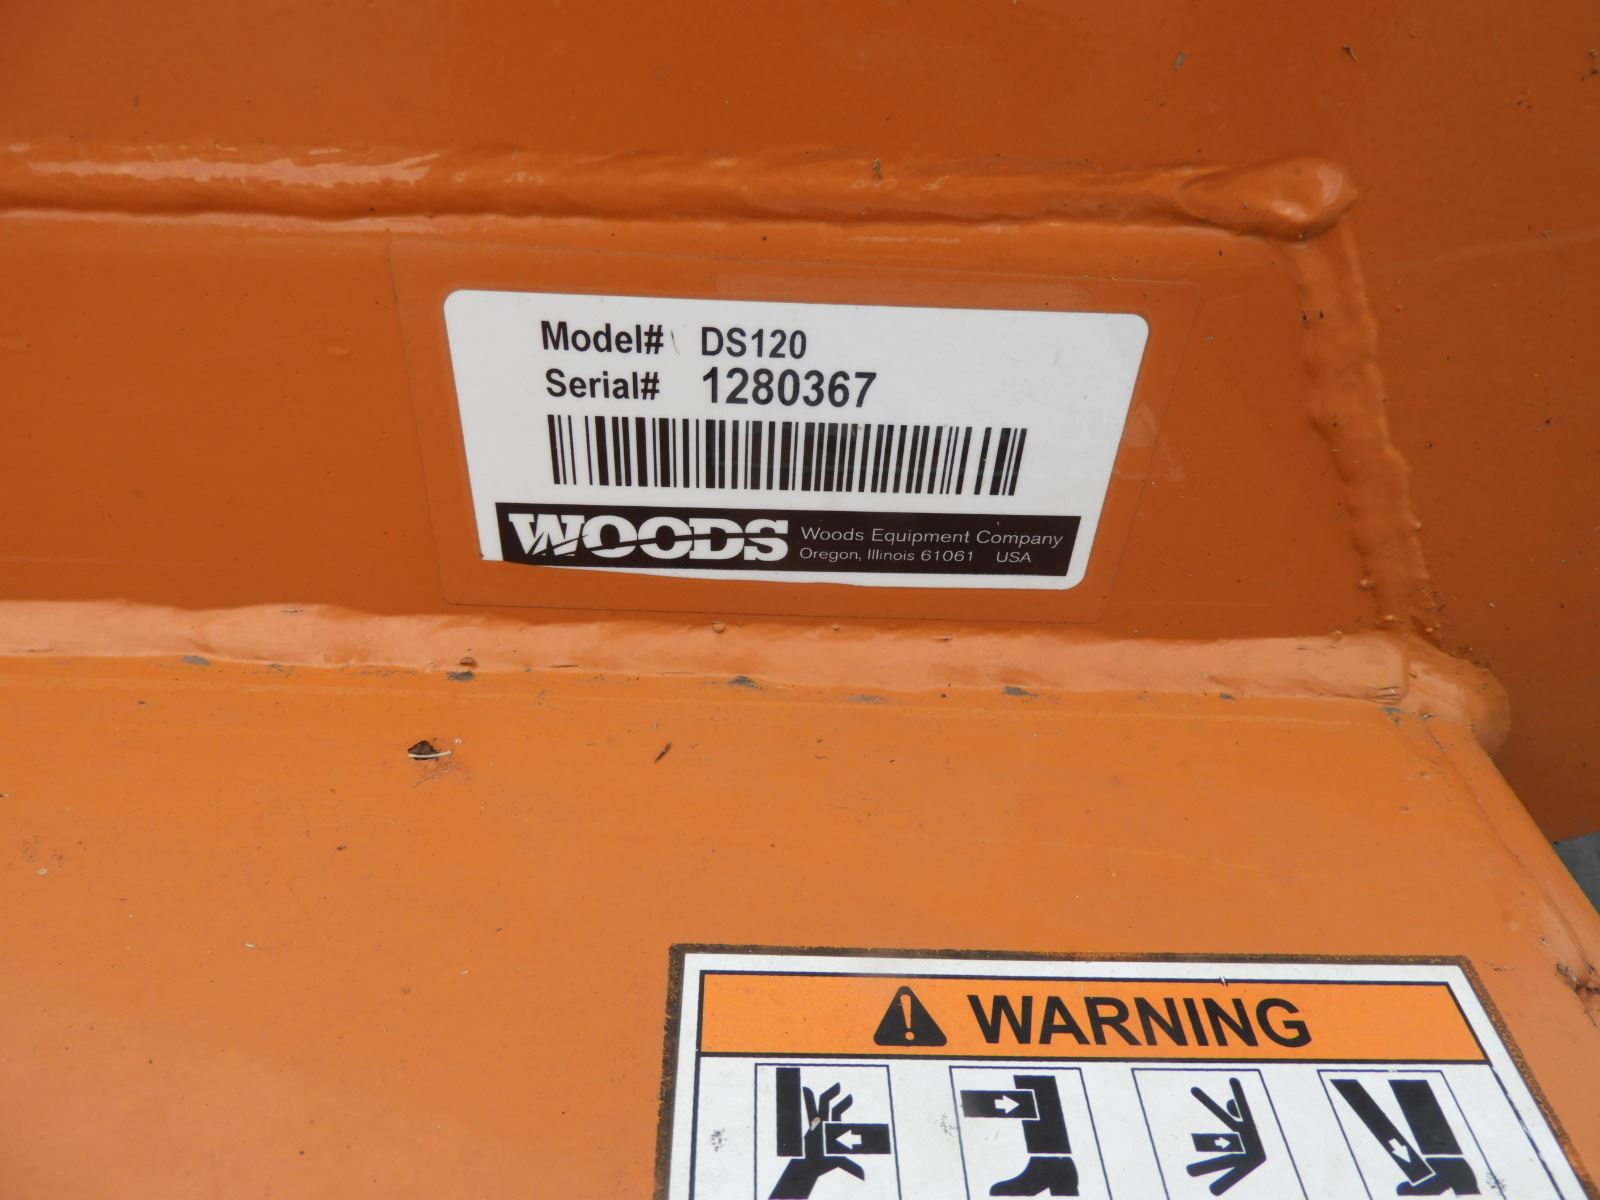 Model# DS120
Serial# 1280367
WOODS Woods Equipment Company
Oregon, Illinois 61061 USA
WARNING